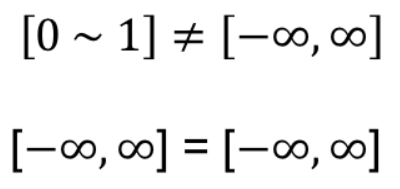 [0 ~ 1] ≠ [−∞, ∞]
[−∞, ∞] = [−∞, ∞]